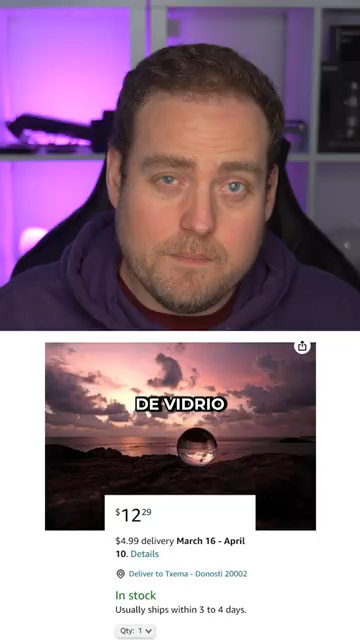 DE VIDRIO
$12.29
$4.99 delivery March 16 - April
10. Details
Deliver to Txema - Donosti 20002
In stock
Usually ships within 3 to 4 days.
Qty: 1